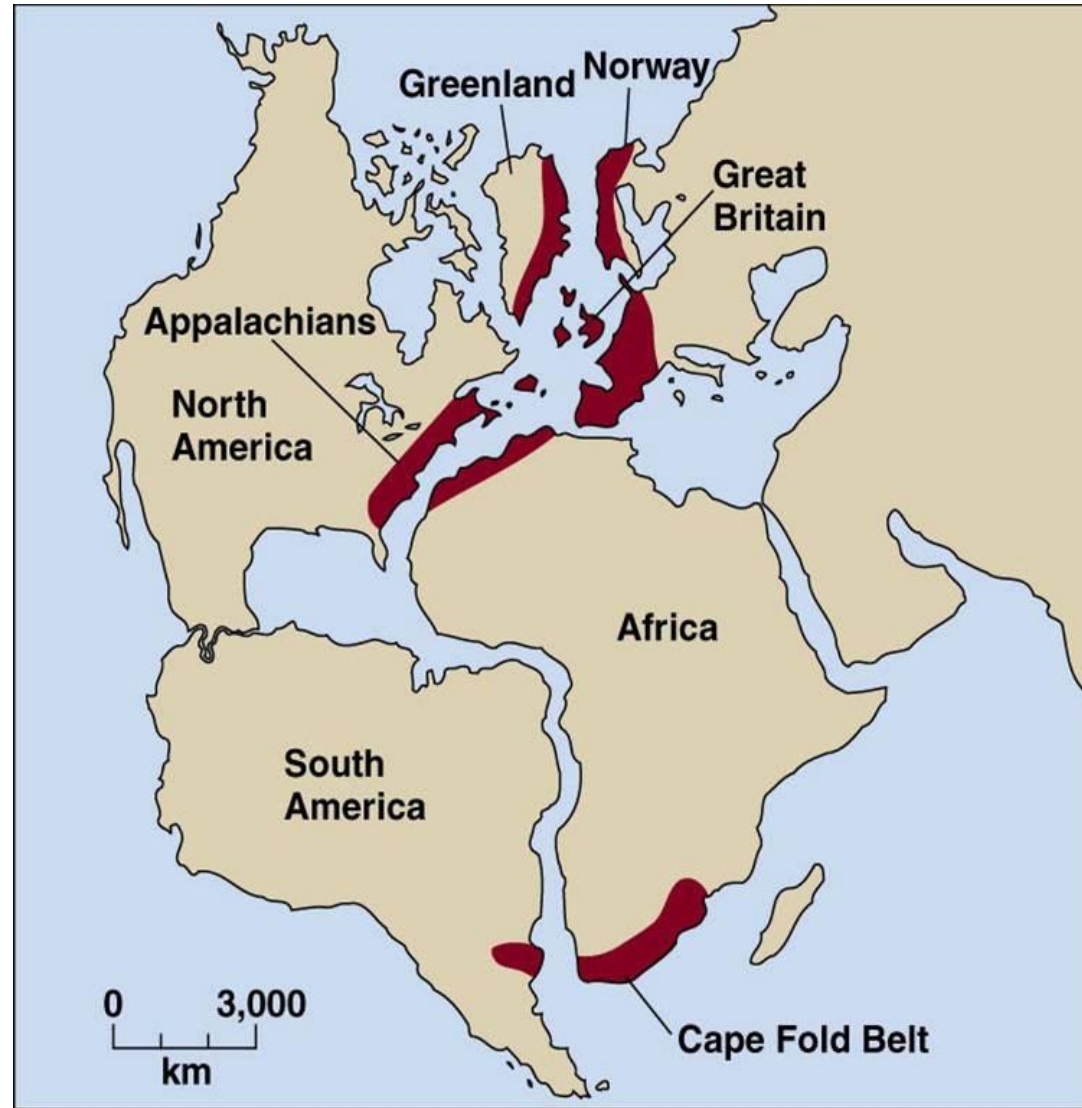 Greenland
Norway
Great
Britain
Appalachians
North
America
Africa
South
America
0 3,000
km
Cape Fold Belt